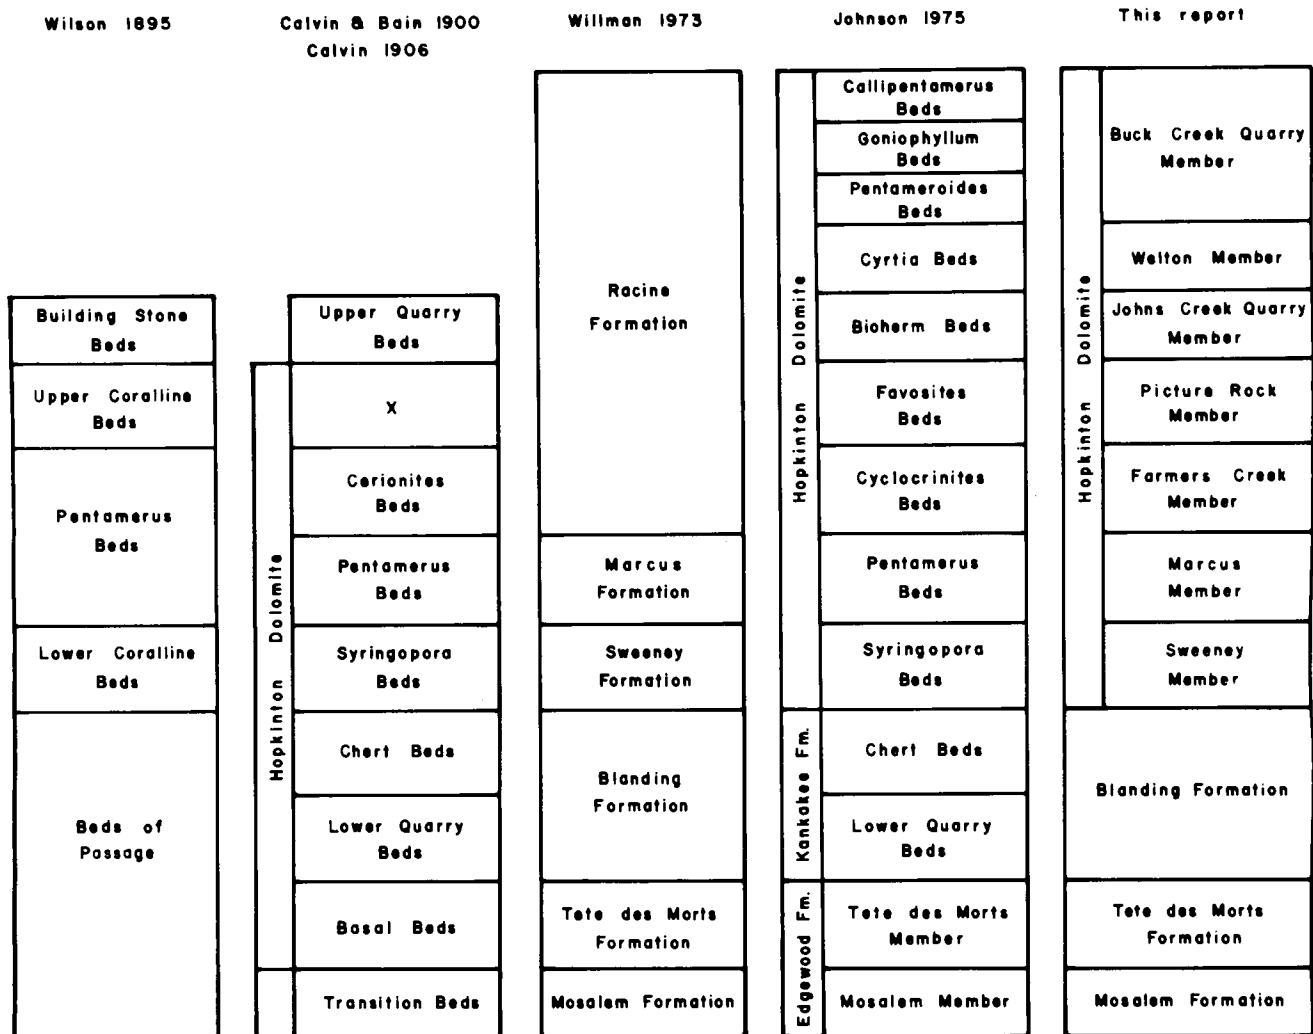 Wilson 1895
Building Stone
Beds
Upper Coralline
Beds
Pentamerus
Beds
Lower Coralline
Beds
Beds of
Passage
Calvin & Bain 1900
Calvin 1906
Hopkinton Dolomite
Upper Quarry
Beds
X
Cerionites
Beds
Pentamerus
Beds
Syringopora
Beds
Chert Beds
Lower Quarry
Beds
Basal Beds
Transition Beds
Willman 1973
Racine
Formation
Marcus
Formation
Sweeney
Formation
Blanding
Formation
Tete des Morts
Formation
Mosalem Formation
Johnson 1975
Hopkinton Dolomite
Kankakee Fm.
Edgewood Fm.
Callipentamerus
Beds
Goniophyllum
Beds
Pentameroides
Beds
Cyrtia Beds
Bioherm Beds
Favosites
Beds
Cyclocrinites
Beds
Pentamerus
Beds
Syringopora
Beds
Chert Beds
Lower Quarry
Beds
Tete des Morts
Member
Mosalem Member
This report
Hopkinton Dolomite
Buck Creek Quarry
Member
Welton Member
Johns Creek Quarry
Member
Picture Rock
Member
Farmers Creek
Member
Marcus
Member
Sweeney
Member
Blanding Formation
Tete des Morts
Formation
Mosalem Formation